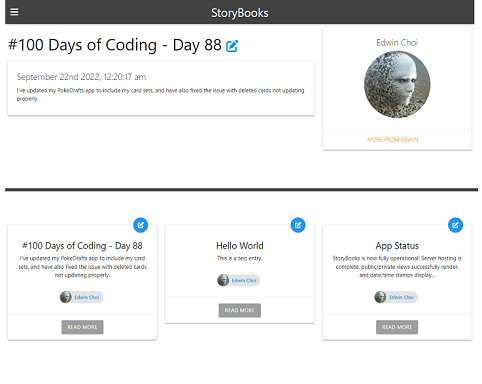 StoryBooks
#100 Days of Coding - Day 88
September 22nd 2022, 12:20:17 am
I've updated my PokeDrafts app to include my card sets, and have also fixed the issue with deleted cards not updating
properly.
Edwin Choi
MORE FROM EDWIN
#100 Days of Coding - Day 88
I've updated my PokeDrafts app to include my card
sets, and have also fixed the issue with deleted cards
not updating properly.
Edwin Choi
READ MORE
Hello World
This is a test entry.
Edwin Choi
READ MORE
App Status
StoryBooks is now fully operational! Server hosting is
complete, public/private views successfully render,
and date/time stamps display...
Edwin Choi
READ MORE